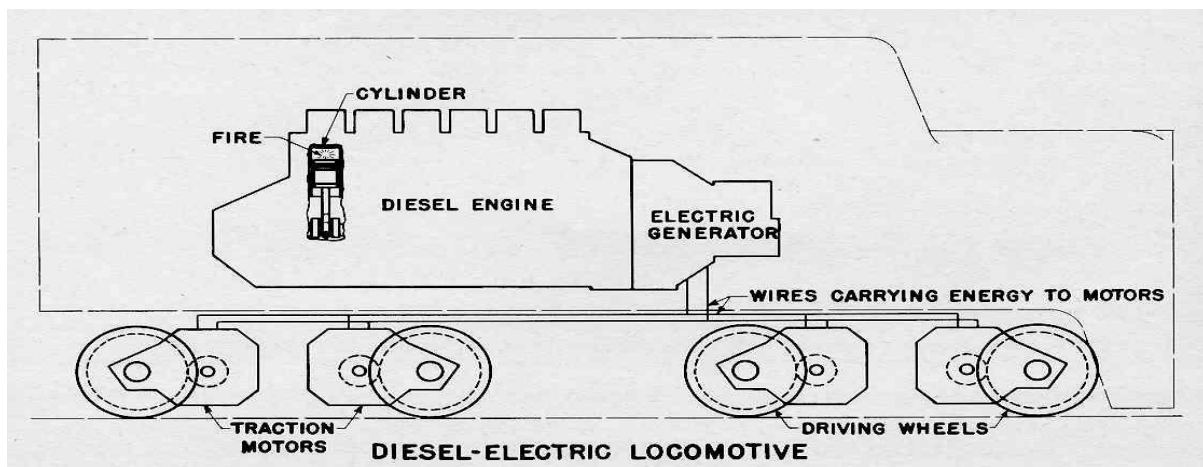 CYLINDER
FIRE
DIESEL ENGINE
ELECTRIC
GENERATOR
WIRES CARRYING ENERGY TO MOTORS
TRACTION
MOTORS
DRIVING WHEELS
DIESEL-ELECTRIC LOCOMOTIVE